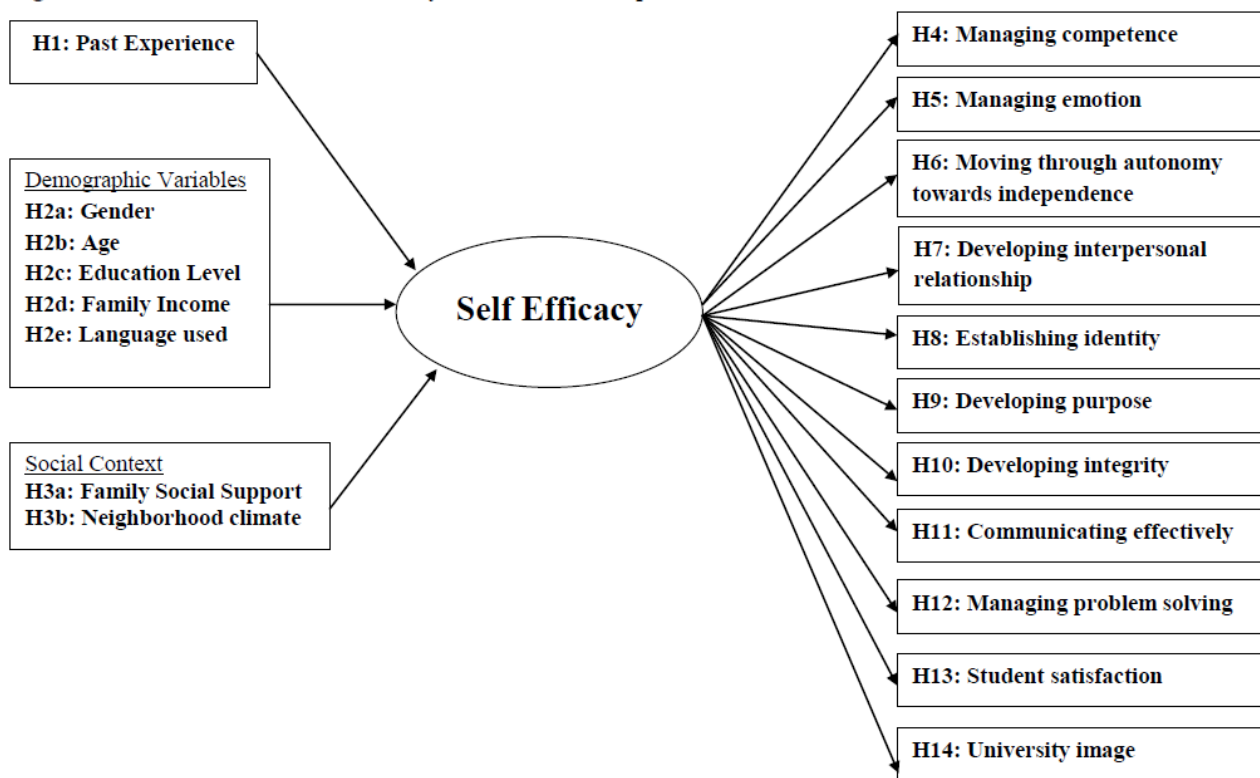 H1: Past Experience
Demographic Variables
H2a: Gender
H2b: Age
H2c: Education Level
H2d: Family Income
H2e: Language used
Social Context
H3a: Family Social Support
H3b: Neighborhood climate
Self Efficacy
H4: Managing competence
H5: Managing emotion
H6: Moving through autonomy
towards independence
H7: Developing interpersonal
relationship
H8: Establishing identity
H9: Developing purpose
H10: Developing integrity
H11: Communicating effectively
H12: Managing problem solving
H13: Student satisfaction
H14: University image